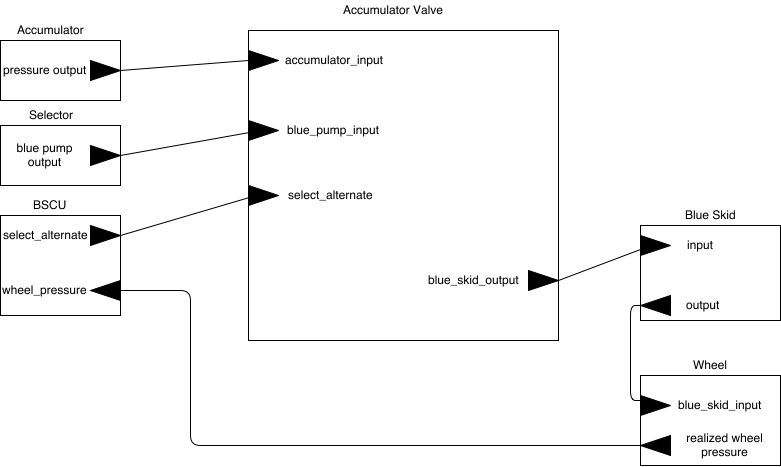 Accumulator Valve
Accumulator
pressure output
accumulator_input
Selector
blue pump
output
blue_pump_input
BSCU
select_alternate
select_alternate
wheel_pressure
blue_skid_output
Blue Skid
input
output
Wheel
blue_skid_input
realized wheel
pressure